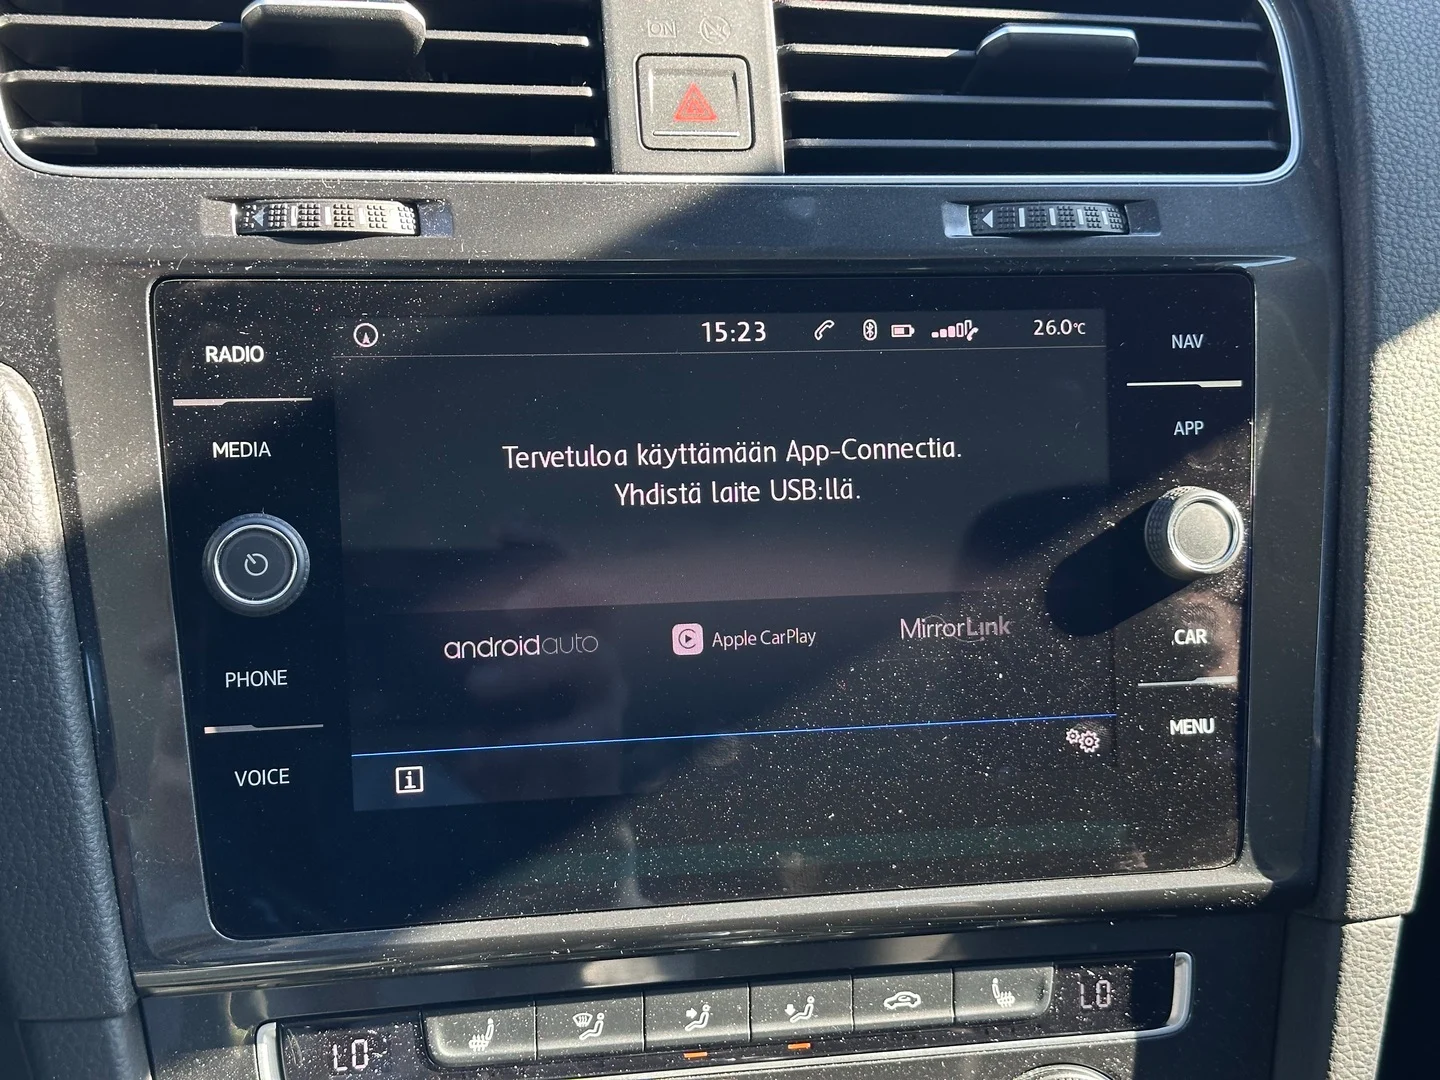 ON
15:23
26.0°C
RADIO
NAV
MEDIA
APP
Tervetuloa käyttämään App-Connectia.
Yhdistä laite USB:llä.
androidauto
Apple CarPlay
MirrorLink
CAR
PHONE
MENU
VOICE
i
LO
LO